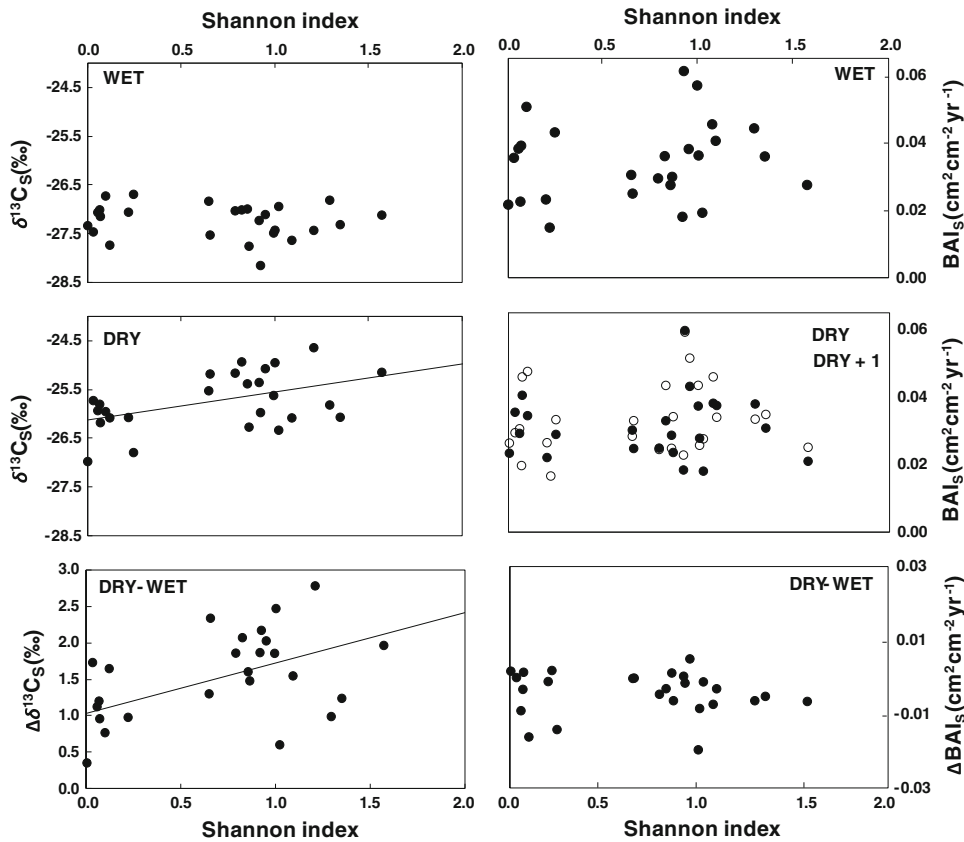 Shannon index
Shannon index
0.0 0.5 1.0 1.5 2.0
0.0 0.5 1.0 1.5 2.0
WET
-24.5
-25.5
-26.5
-27.5
-28.5
δ¹³C_S(‰)
WET
0.06
0.04
0.02
0.00
BAI_S(cm²cm⁻²yr⁻¹)
DRY
-24.5
-25.5
-26.5
-27.5
-28.5
δ¹³C_S(‰)
DRY
DRY + 1
0.06
0.04
0.02
0.00
BAI_S(cm²cm⁻²yr⁻¹)
DRY-WET
3.0
2.5
2.0
1.5
1.0
0.5
0.0
Δδ¹³C_S(‰)
0.0 0.5 1.0 1.5 2.0
Shannon index
DRY-WET
0.03
0.01
-0.01
-0.03
ΔBAI_S(cm²cm⁻²yr⁻¹)
0.0 0.5 1.0 1.5 2.0
Shannon index